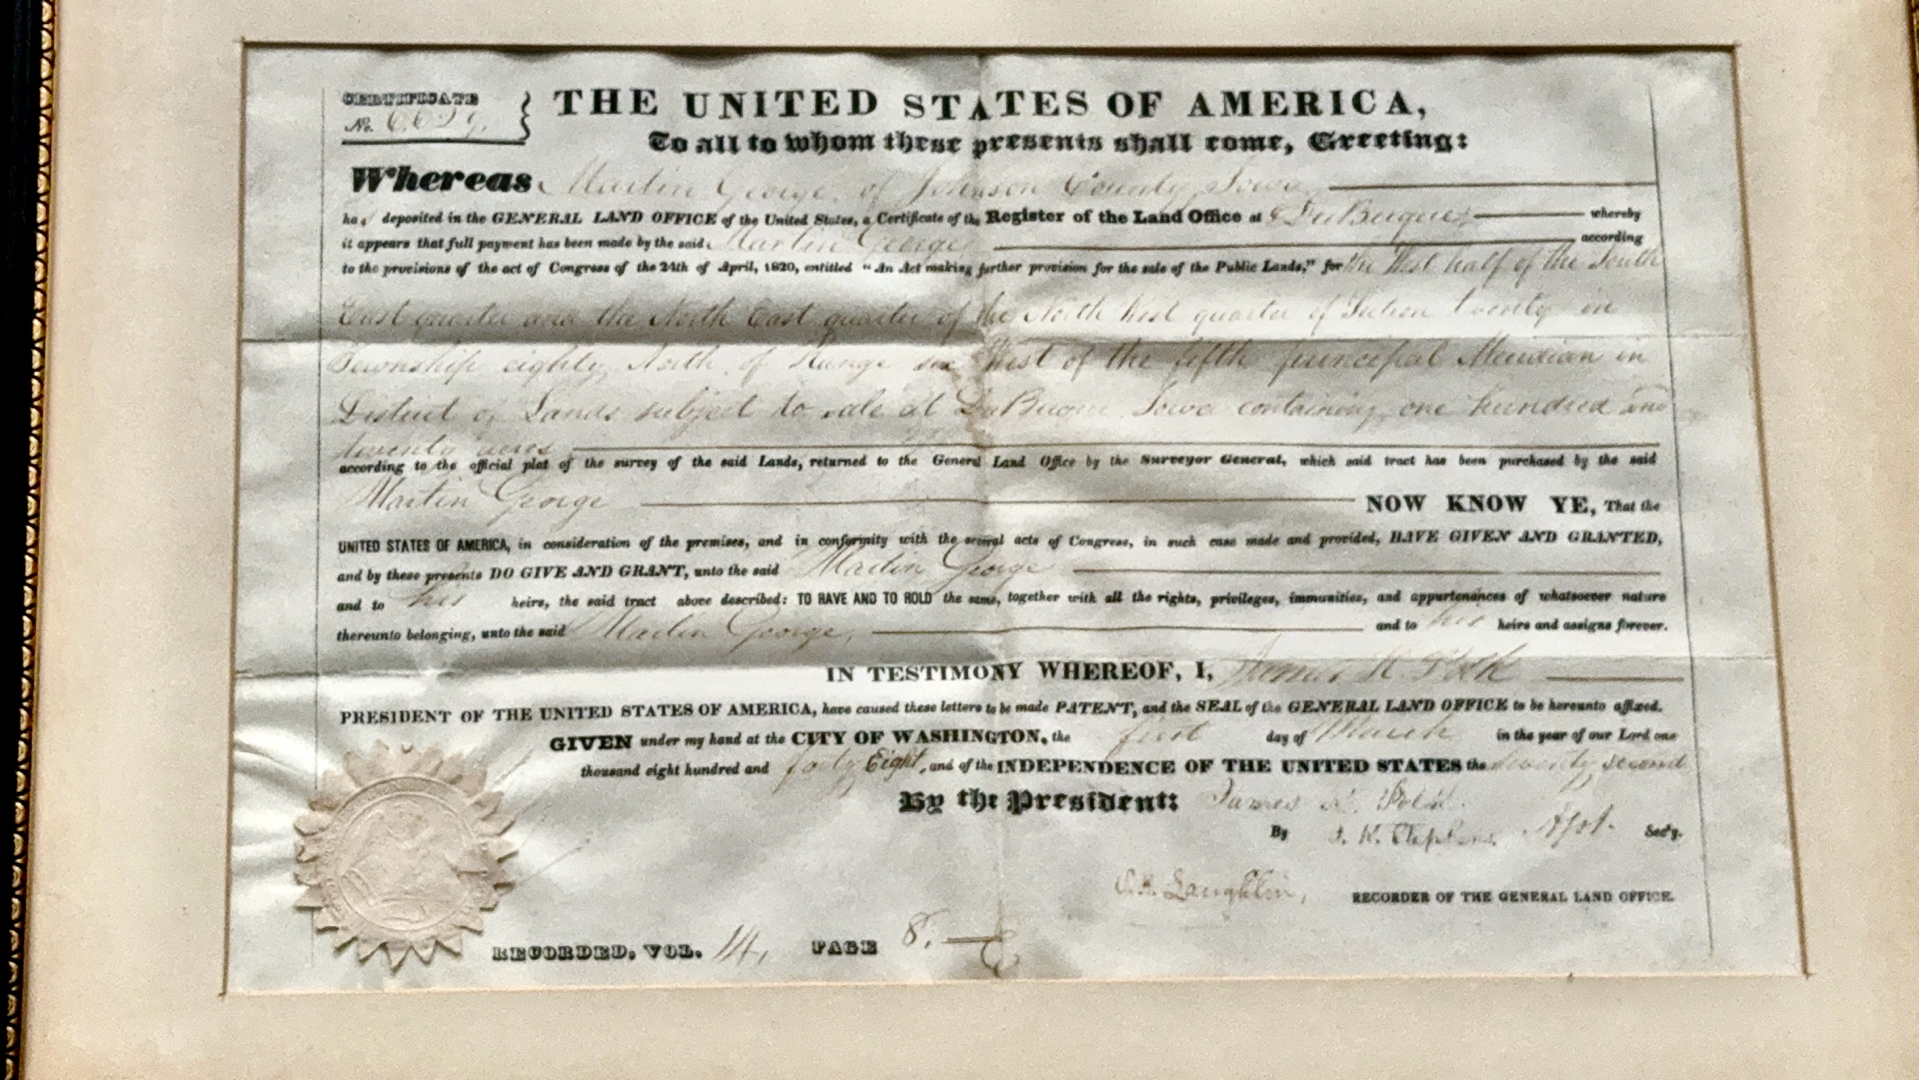 CERTIFICATE
No.
THE UNITED STATES OF AMERICA,
To all to whom these presents shall come, Greeting:
Whereas Martin George, of Johnson County, Iowa
ha deposited in the GENERAL LAND OFFICE of the United States, a Certificate of the Register of the Land Office at DuBuque whereby
it appears that full payment has been made by the said Martin George according
to the provisions of the act of Congress of the 24th of April, 1820, entitled "An Act making further provision for the sale of the Public Lands," for the West half of the South
East quarter and the North East quarter of the North West quarter of Section twenty in
Township eighty North of Range six West of the fifth principal Meridian in
District of Lands subject to sale at DuBuque Iowa containing one hundred and
twenty acres
according to the official plat of the survey of the said Lands, returned to the General Land Office by the Surveyor General, which said tract has been purchased by the said
Martin George NOW KNOW YE, That the
UNITED STATES OF AMERICA, in consideration of the premises, and in conformity with the several acts of Congress, in such case made and provided, HAVE GIVEN AND GRANTED,
and by these presents DO GIVE AND GRANT, unto the said Martin George
and to his heirs, the said tract above described: TO HAVE AND TO HOLD the same, together with all the rights, privileges, immunities, and appurtenances of whatsoever nature
thereunto belonging, unto the said Martin George, and to his heirs and assigns forever.
IN TESTIMONY WHEREOF, I, James K. Polk
PRESIDENT OF THE UNITED STATES OF AMERICA, have caused these letters to be made PATENT, and the SEAL of the GENERAL LAND OFFICE to be hereunto affixed.
GIVEN under my hand at the CITY OF WASHINGTON, the first day of March in the year of our Lord one
thousand eight hundred and forty Eight, and of the INDEPENDENCE OF THE UNITED STATES the seventy second
By the President: James K. Polk
By J. K. Stephens Asst. Sec'y.
Laughlin, RECORDER OF THE GENERAL LAND OFFICE.
RECORDED, VOL. 14, PAGE 8.